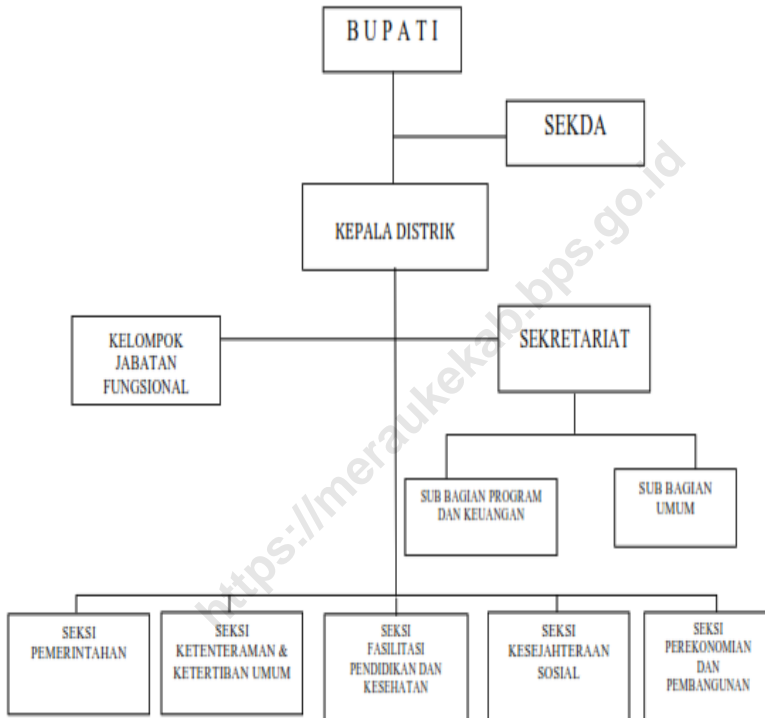 B U P A T I
SEKDA
KEPALA DISTRIK
KELOMPOK
JABATAN
FUNGSIONAL
SEKRETARIAT
SUB BAGIAN PROGRAM
DAN KEUANGAN
SUB BAGIAN
UMUM
SEKSI
PEMERINTAHAN
SEKSI
KETENTERAMAN &
KETERTIBAN UMUM
SEKSI
FASILITASI
PENDIDIKAN DAN
KESEHATAN
SEKSI
KESEJAHTERAAN
SOSIAL
SEKSI
PEREKONOMIAN
DAN
PEMBANGUNAN
https://meraukekab.bps.go.id